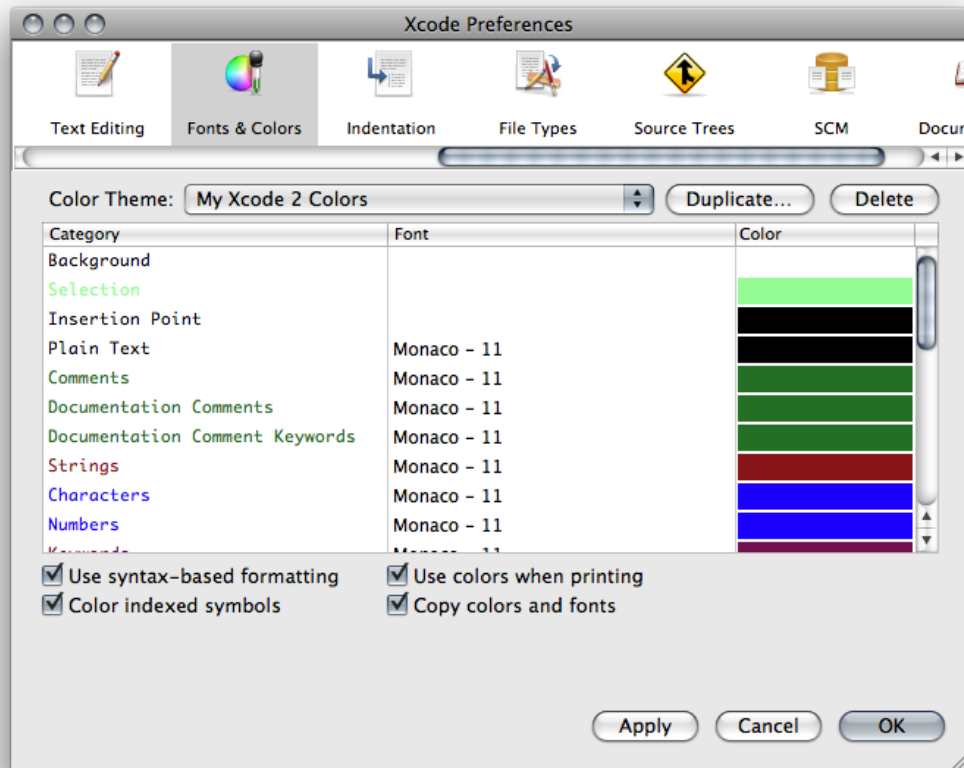 Xcode Preferences
Text Editing Fonts & Colors Indentation File Types Source Trees SCM
Color Theme: My Xcode 2 Colors Duplicate... Delete
Category Font Color
Background
Selection
Insertion Point
Plain Text Monaco - 11
Comments Monaco - 11
Documentation Comments Monaco - 11
Documentation Comment Keywords Monaco - 11
Strings Monaco - 11
Characters Monaco - 11
Numbers Monaco - 11
Use syntax-based formatting Use colors when printing
Color indexed symbols Copy colors and fonts
Apply Cancel OK